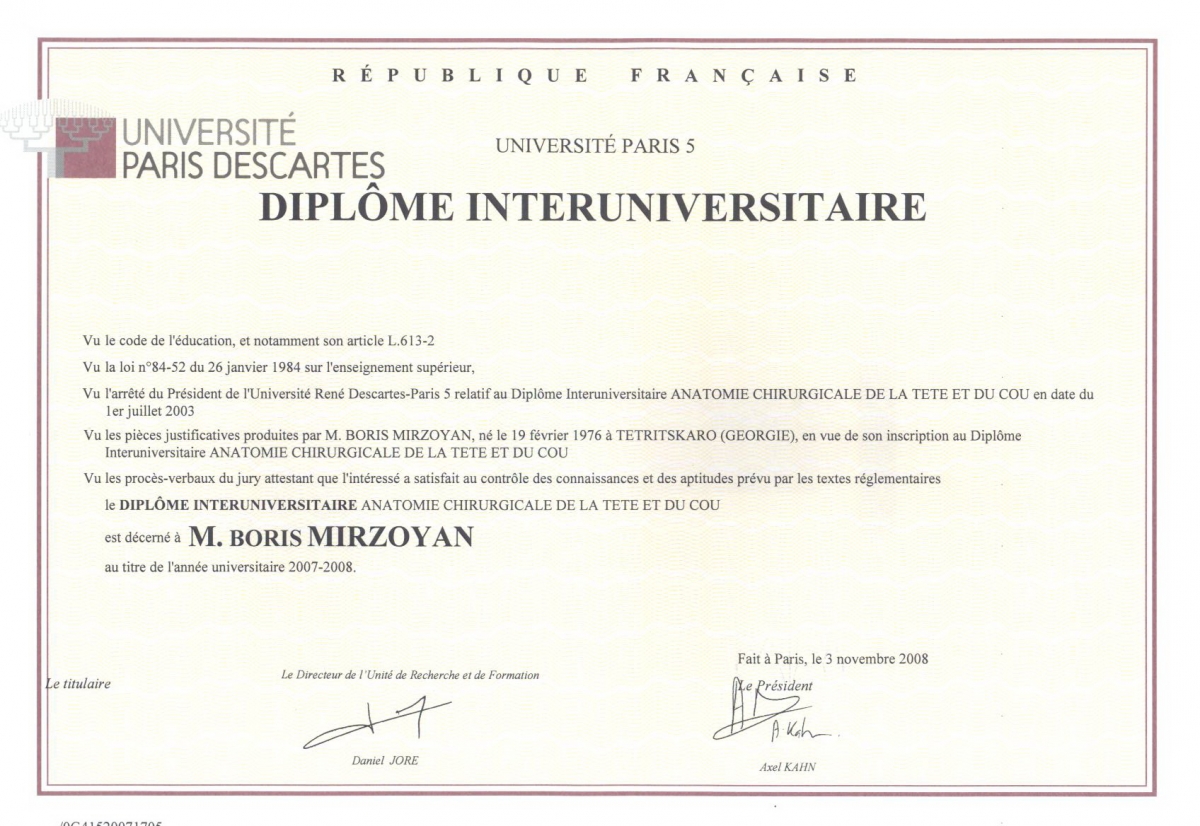 RÉPUBLIQUE FRANÇAISE
UNIVERSITÉ
PARIS DESCARTES
UNIVERSITÉ PARIS 5
DIPLÔME INTERUNIVERSITAIRE
Vu le code de l'éducation, et notamment son article L.613-2
Vu la loi n°84-52 du 26 janvier 1984 sur l'enseignement supérieur,
Vu l'arrêté du Président de l'Université René Descartes-Paris 5 relatif au Diplôme Interuniversitaire ANATOMIE CHIRURGICALE DE LA TETE ET DU COU en date du
1er juillet 2003
Vu les pièces justificatives produites par M. BORIS MIRZOYAN, né le 19 février 1976 à TETRITSKARO (GEORGIE), en vue de son inscription au Diplôme
Interuniversitaire ANATOMIE CHIRURGICALE DE LA TETE ET DU COU
Vu les procès-verbaux du jury attestant que l'intéressé a satisfait au contrôle des connaissances et des aptitudes prévu par les textes réglementaires
le DIPLÔME INTERUNIVERSITAIRE ANATOMIE CHIRURGICALE DE LA TETE ET DU COU
est décerné à M. BORIS MIRZOYAN
au titre de l'année universitaire 2007-2008.
Fait à Paris, le 3 novembre 2008
Le titulaire
Le Directeur de l'Unité de Recherche et de Formation
Le Président
A. Kahn
Daniel JORE
Axel KAHN